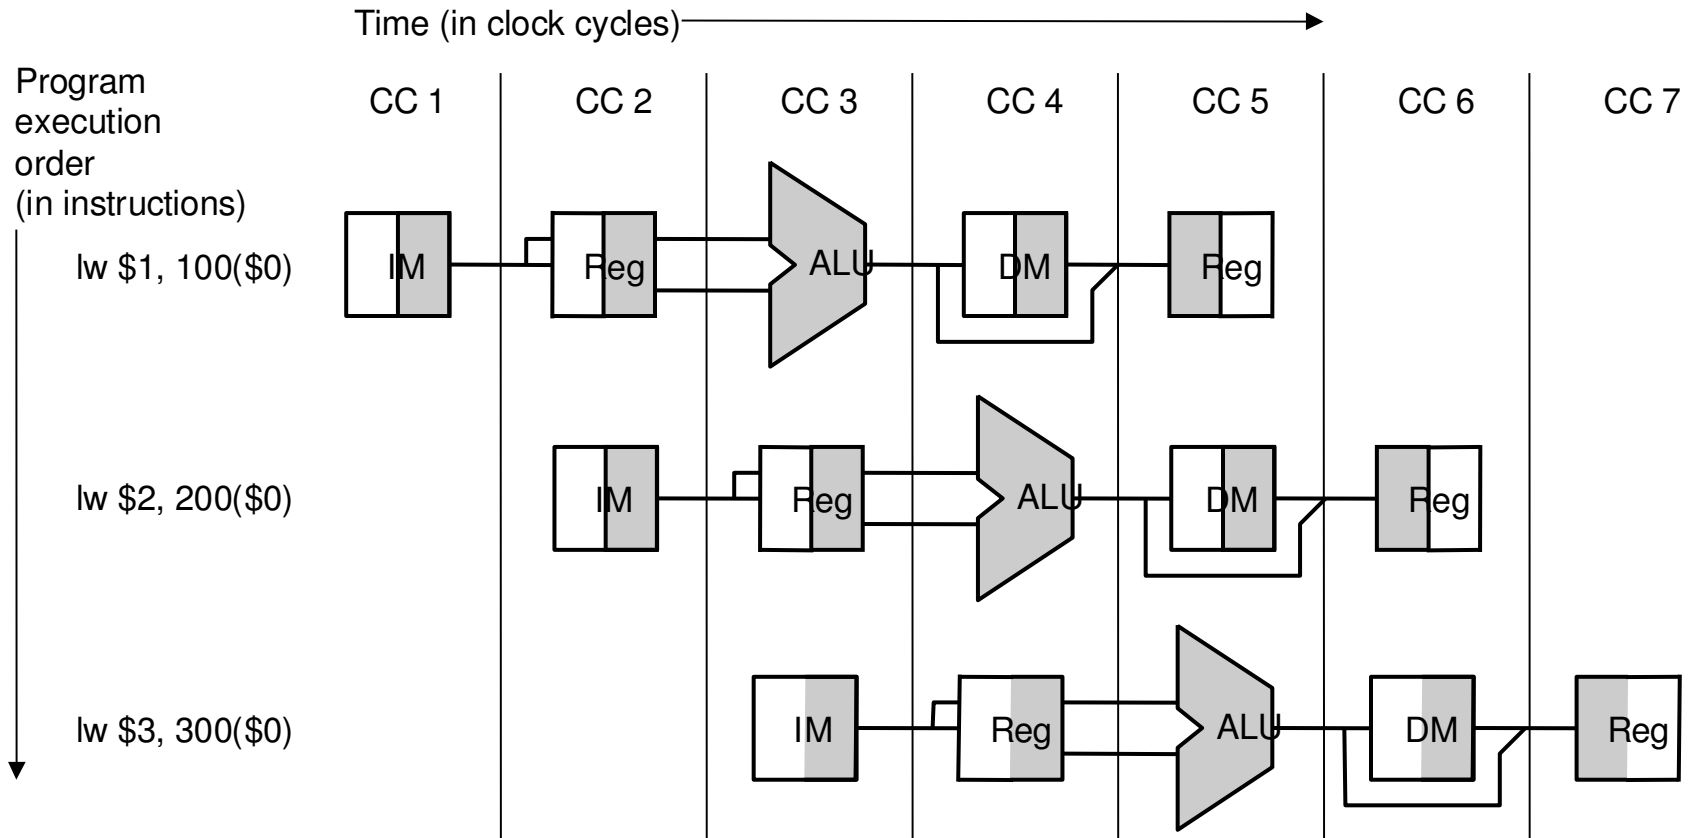 Time (in clock cycles)
Program
execution
order
(in instructions)
CC 1 CC 2 CC 3 CC 4 CC 5 CC 6 CC 7
lw $1, 100($0) IM Reg ALU DM Reg
lw $2, 200($0) IM Reg ALU DM Reg
lw $3, 300($0) IM Reg ALU DM Reg